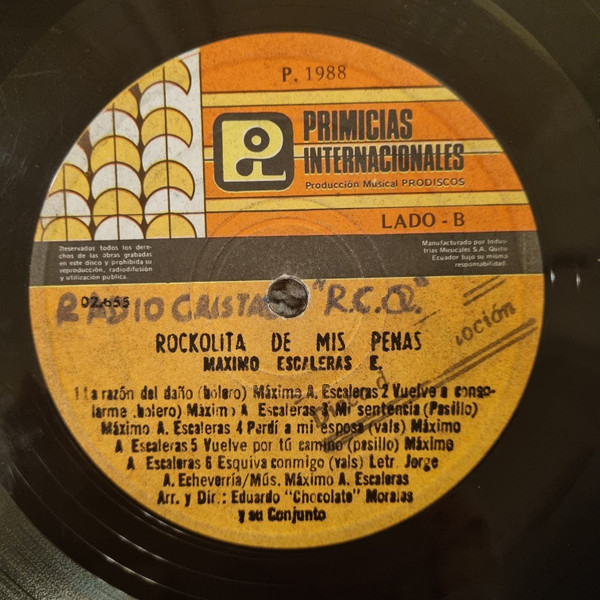 P. 1988
PRIMICIAS
INTERNACIONALES
Producción Musical PRODISCOS
LADO - B
Reservados todos los dere-
chos de las obras grabadas
en este disco y prohibida su
reproducción, radiodifusión
y utilización publica.
Manufacturado por Indus-
trias Musicales S.A. Quito
Ecuador bajo su misma
responsabilidad.
02.655
RADIO CRISTAL "R.C.Q."
oción
ROCKOLITA DE MIS PENAS
MAXIMO ESCALERAS E.
1 La razón del daño (bolero) Máximo A. Escaleras 2 Vuelve a conso-
larme (bolero) Máximo A. Escaleras 3 Mi sentencia (Pasillo)
Máximo A. Escaleras 4 Perdí a mi esposa (vals) Máximo
A Escaleras 5 Vuelve por tú camino (pasillo) Máximo
A Escaleras 6 Esquiva conmigo (vals) Letr. Jorge
A. Echeverría/Mús. Máximo A. Escaleras
Arr. y Dir.: Eduardo "Chocolate" Morales
y su Conjunto